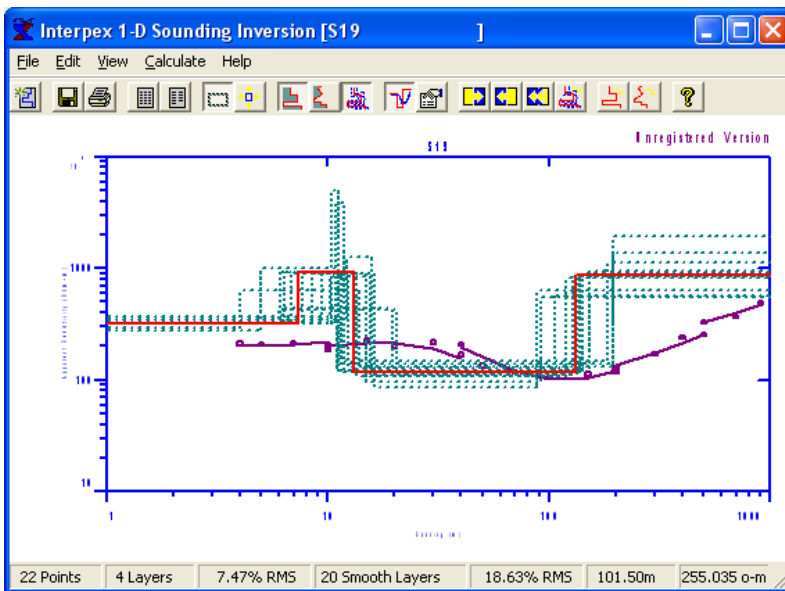 Interpex 1-D Sounding Inversion [S19 ]
File Edit View Calculate Help
Unregistered Version
S19
1000
100
10
1 10 100 1000
22 Points 4 Layers 7.47% RMS 20 Smooth Layers 18.63% RMS 101.50m 255.035 o-m